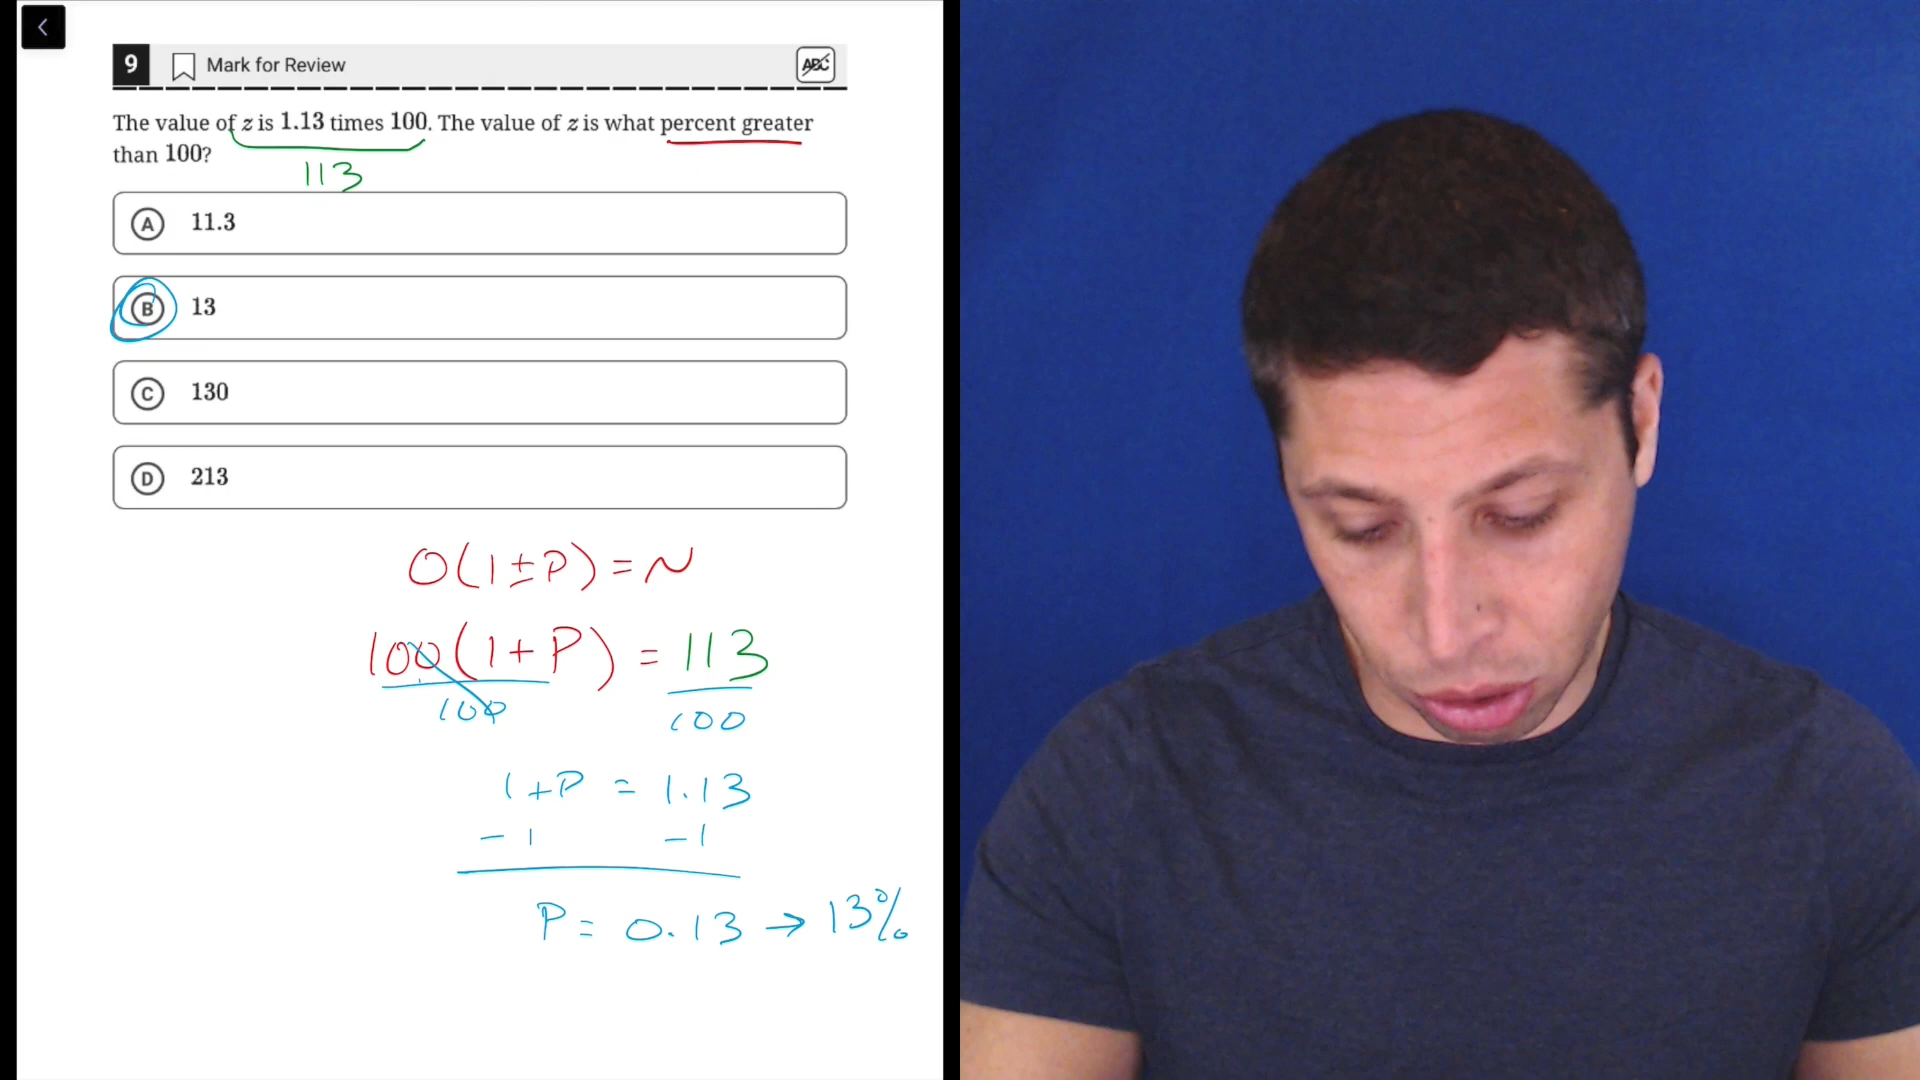 9 Mark for Review ABC
The value of z is 1.13 times 100. The value of z is what percent greater
than 100?
113
A 11.3
B 13
C 130
D 213
O(1±P)=N
100(1+P) = 113
100 100
1+P = 1.13
-1 -1
P = 0.13 → 13%